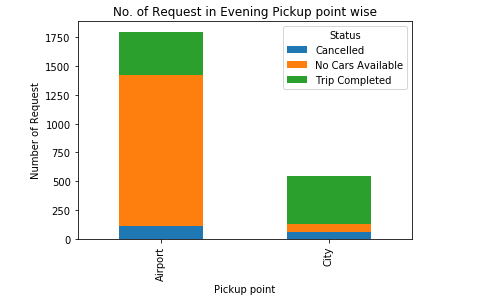 No. of Request in Evening Pickup point wise
Status
Cancelled
No Cars Available
Trip Completed
Number of Request
1750
1500
1250
1000
750
500
250
0
Airport
City
Pickup point